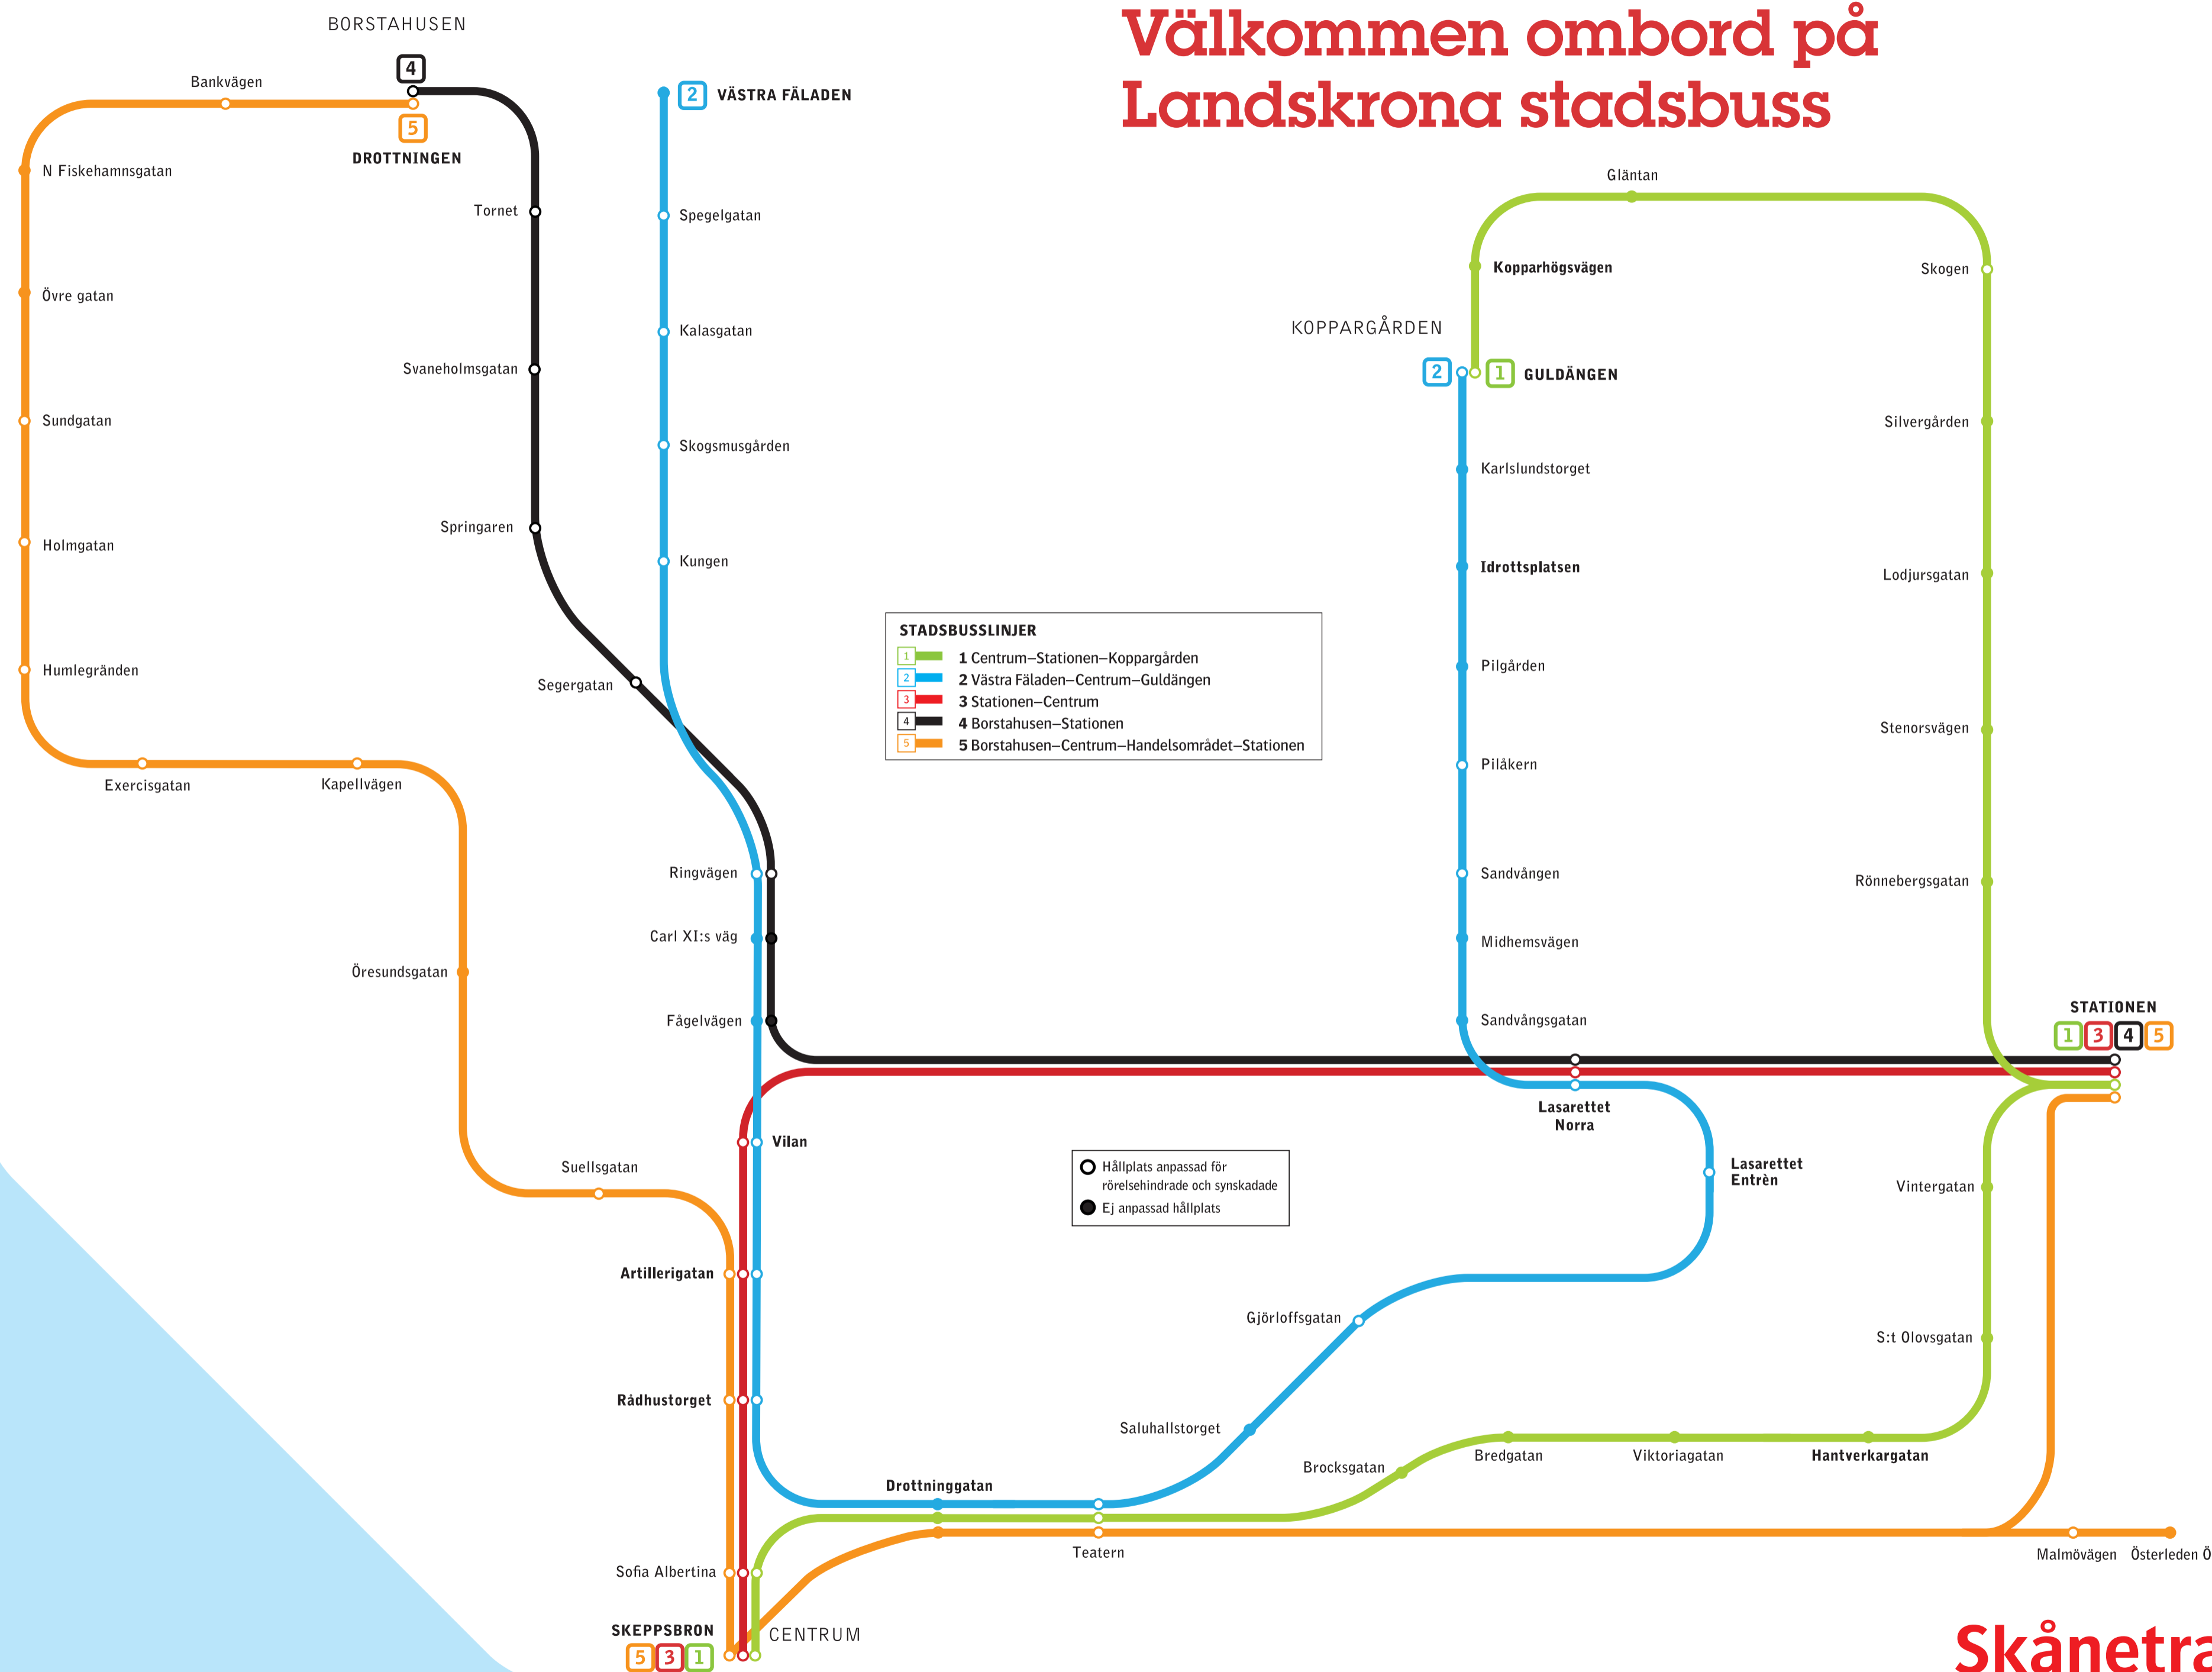 Välkommen ombord på
Landskrona stadsbuss
BORSTAHUSEN
4
Bankvägen
5
DROTTNINGEN
2 VÄSTRA FÄLADEN
N Fiskehamnsgatan
Övre gatan
Sundgatan
Holmgatan
Humlegränden
Exercisgatan
Kapellvägen
Öresundsgatan
Suellsgatan
Tornet
Svaneholmsgatan
Springaren
Segergatan
Spegelgatan
Kalasgatan
Skogsmusgården
Kungen
Ringvägen
Carl XI:s väg
Fågelvägen
Vilan
Artillerigatan
Rådhustorget
Sofia Albertina
SKEPPSBRON
5 3 1
CENTRUM
STADSBUSSLINJER
1 1 Centrum–Stationen–Koppargården
2 2 Västra Fäladen–Centrum–Guldängen
3 3 Stationen–Centrum
4 4 Borstahusen–Stationen
5 5 Borstahusen–Centrum–Handelsområdet–Stationen
Hållplats anpassad för
rörelsehindrade och synskadade
Ej anpassad hållplats
Gläntan
Kopparhögsvägen
KOPPARGÅRDEN
2 1 GULDÄNGEN
Karlslundstorget
Idrottsplatsen
Pilgården
Pilåkern
Sandvången
Midhemsvägen
Sandvångsgatan
Lasarettet
Norra
Lasarettet
Entrèn
Gjörloffsgatan
Saluhallstorget
Drottninggatan
Teatern
Skogen
Silvergården
Lodjursgatan
Stenorsvägen
Rönnebergsgatan
STATIONEN
1 3 4 5
Vintergatan
S:t Olovsgatan
Hantverkargatan
Viktoriagatan
Bredgatan
Brocksgatan
Malmövägen
Österleden Ö
Skånetra